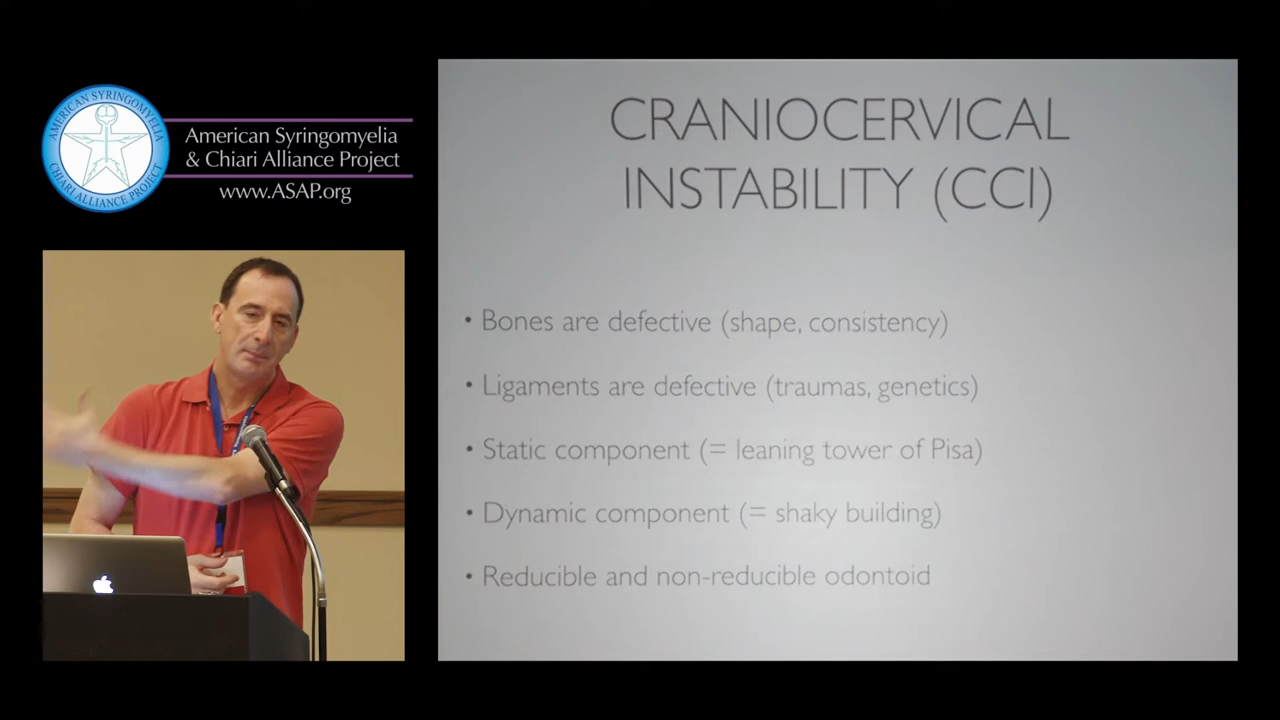 AMERICAN SYRINGOMYELIA
CHIARI ALLIANCE PROJECT
American Syringomyelia
& Chiari Alliance Project
www.ASAP.org
CRANIOCERVICAL
INSTABILITY (CCI)
• Bones are defective (shape, consistency)
• Ligaments are defective (traumas, genetics)
• Static component (= leaning tower of Pisa)
• Dynamic component (= shaky building)
• Reducible and non-reducible odontoid